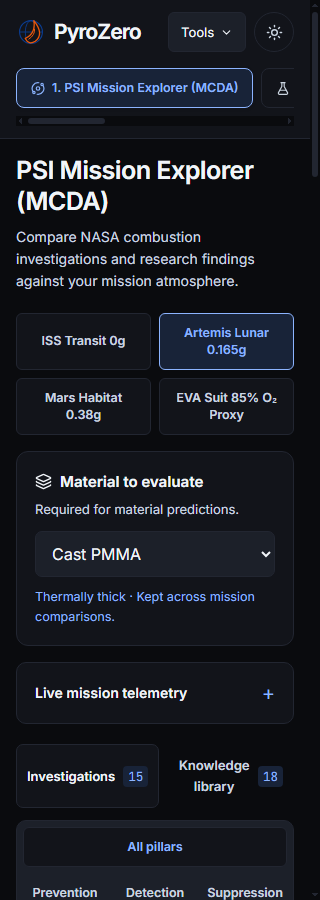 PyroZero
Tools
1. PSI Mission Explorer (MCDA)
PSI Mission Explorer
(MCDA)
Compare NASA combustion
investigations and research findings
against your mission atmosphere.
ISS Transit 0g
Artemis Lunar
0.165g
Mars Habitat
0.38g
EVA Suit 85% O₂
Proxy
Material to evaluate
Required for material predictions.
Cast PMMA
Thermally thick · Kept across mission
comparisons.
Live mission telemetry
+
Investigations 15
Knowledge
library
18
All pillars
Prevention
Detection
Suppression